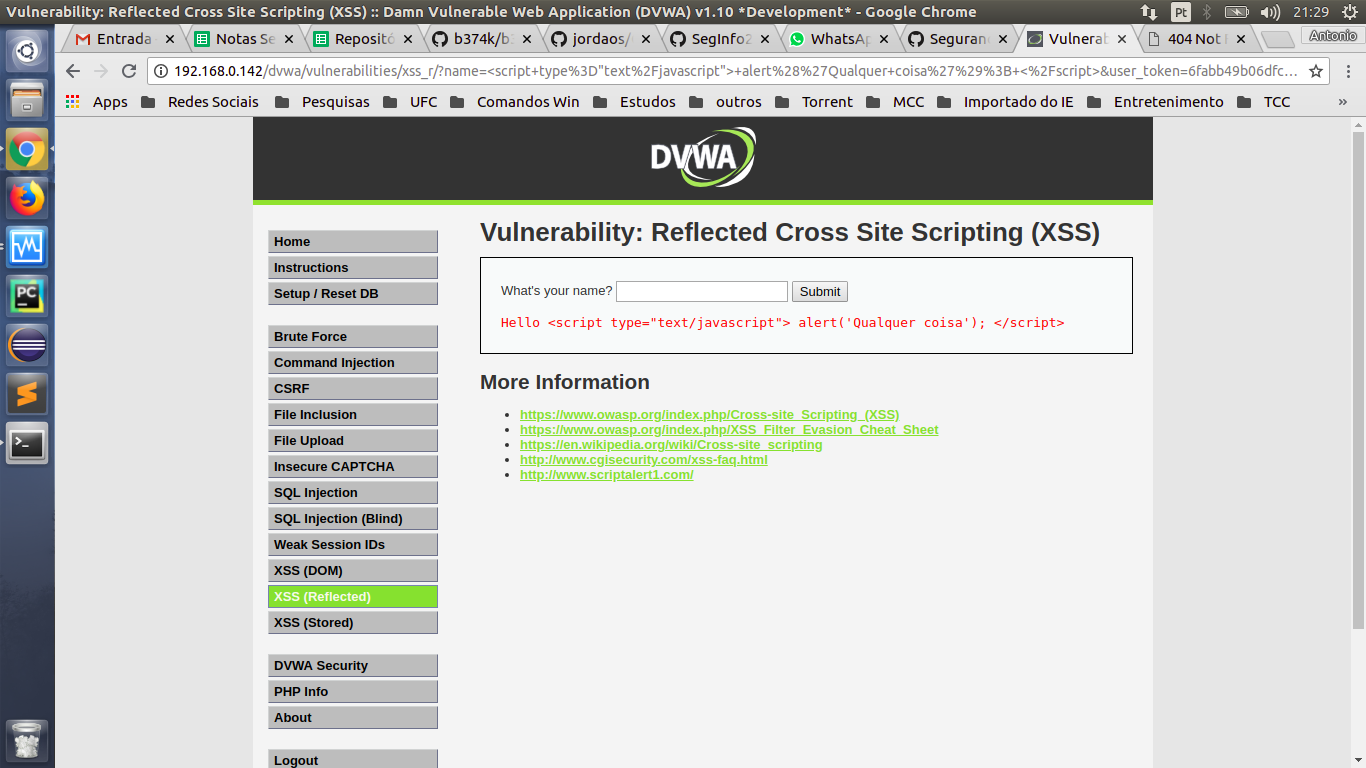 Vulnerability: Reflected Cross Site Scripting (XSS) :: Damn Vulnerable Web Application (DVWA) v1.10 *Development* - Google Chrome
Pt
21:29
Entrada
Notas Se
Repositó
b374k/b
jordaos/
SegInfo2
WhatsAp
Seguran
Vulnerab
404 Not
Antonio
192.168.0.142/dvwa/vulnerabilities/xss_r/?name=<script+type%3D"text%2Fjavascript">+alert%28%27Qualquer+coisa%27%29%3B+<%2Fscript>&user_token=6fabb49b06dfc...
Apps
Redes Sociais
Pesquisas
UFC
Comandos Win
Estudos
outros
Torrent
MCC
Importado do IE
Entretenimento
TCC
»
DVWA
Home
Instructions
Setup / Reset DB
Brute Force
Command Injection
CSRF
File Inclusion
File Upload
Insecure CAPTCHA
SQL Injection
SQL Injection (Blind)
Weak Session IDs
XSS (DOM)
XSS (Reflected)
XSS (Stored)
DVWA Security
PHP Info
About
Logout
Vulnerability: Reflected Cross Site Scripting (XSS)
What's your name?
Submit
Hello <script type="text/javascript"> alert('Qualquer coisa'); </script>
More Information
https://www.owasp.org/index.php/Cross-site_Scripting_(XSS)
https://www.owasp.org/index.php/XSS_Filter_Evasion_Cheat_Sheet
https://en.wikipedia.org/wiki/Cross-site_scripting
http://www.cgisecurity.com/xss-faq.html
http://www.scriptalert1.com/
PC